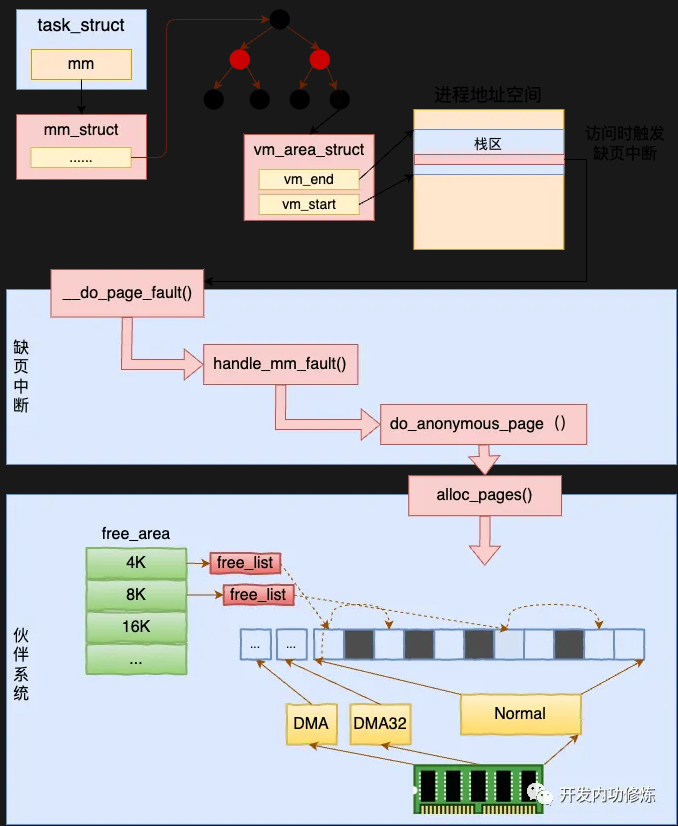 task_struct
mm
mm_struct
......
vm_area_struct
vm_end
vm_start
进程地址空间
栈区
访问时触发
缺页中断
__do_page_fault()
缺页中断
handle_mm_fault()
do_anonymous_page（）
alloc_pages()
伙伴系统
free_area
4K
8K
16K
...
free_list
free_list
...
...
DMA
DMA32
Normal
开发内功修炼